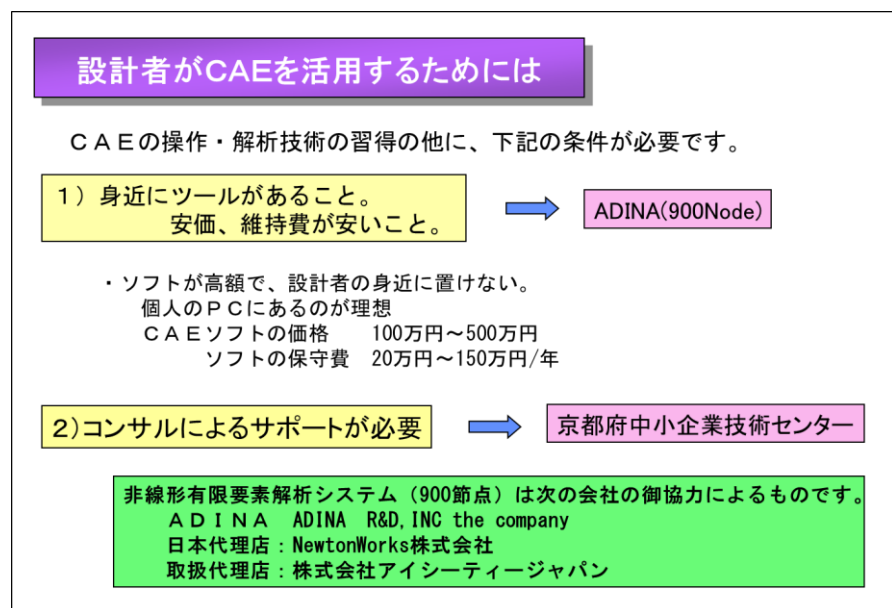 設計者がCAEを活用するためには
CAEの操作・解析技術の習得の他に、下記の条件が必要です。
1）身近にツールがあること。
安価、維持費が安いこと。
ADINA(900Node)
・ソフトが高額で、設計者の身近に置けない。
個人のPCにあるのが理想
CAEソフトの価格　100万円～500万円
ソフトの保守費　20万円～150万円/年
2)コンサルによるサポートが必要
京都府中小企業技術センター
非線形有限要素解析システム（900節点）は次の会社の御協力によるものです。
ADINA　ADINA R&D,INC the company
日本代理店：NewtonWorks株式会社
取扱代理店：株式会社アイシーティージャパン